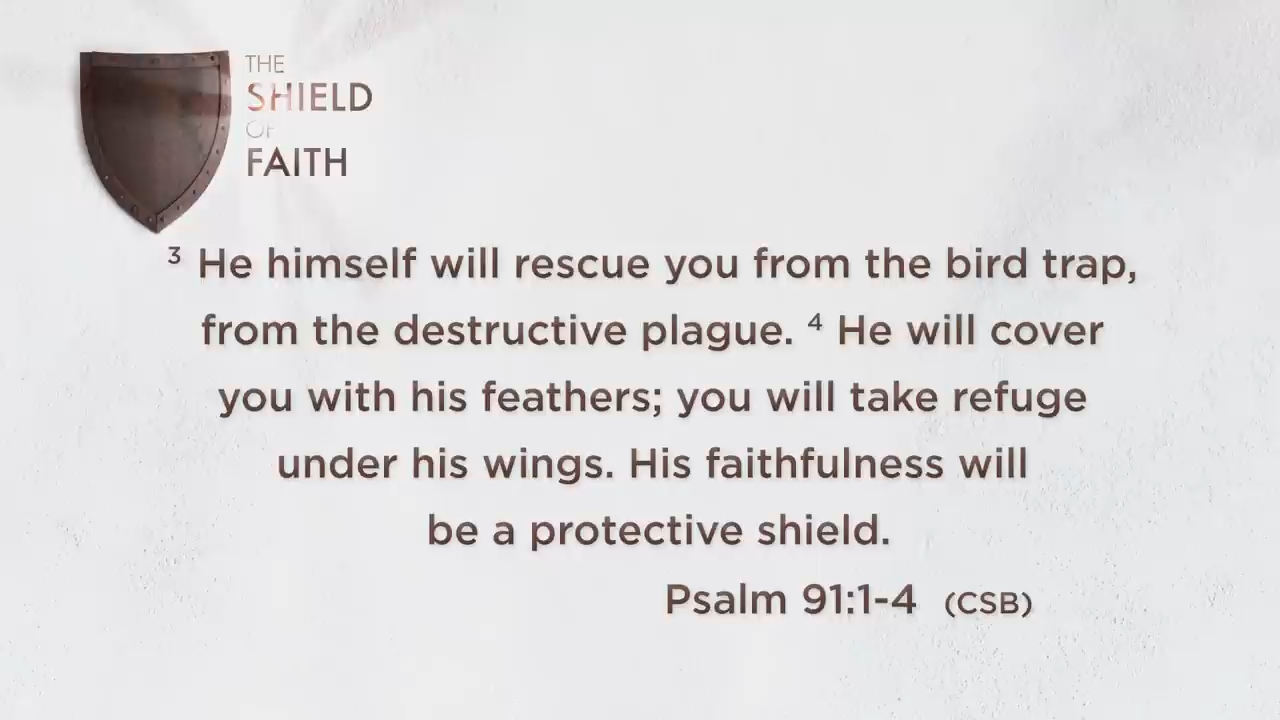 THE
SHIELD
OF
FAITH
³ He himself will rescue you from the bird trap,
from the destructive plague. ⁴ He will cover
you with his feathers; you will take refuge
under his wings. His faithfulness will
be a protective shield.
Psalm 91:1-4 (CSB)